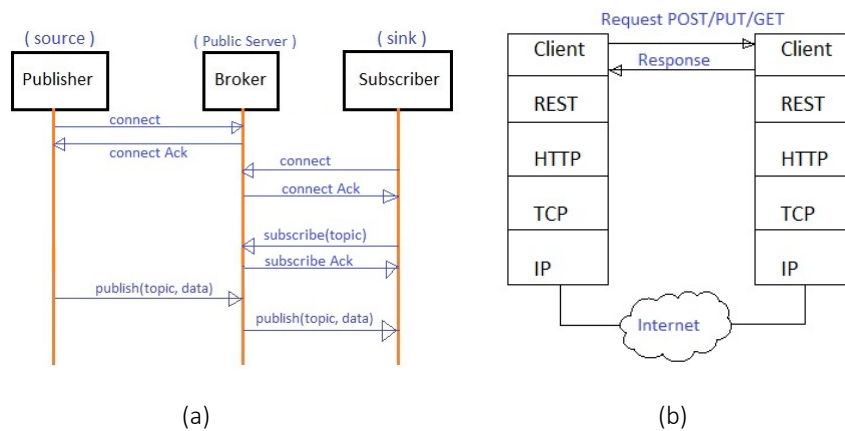 ( source )
( Public Server )
( sink )
Publisher
Broker
Subscriber
connect
connect Ack
connect
connect Ack
subscribe(topic)
subscribe Ack
publish(topic, data)
publish(topic, data)
(a)
Request POST/PUT/GET
Client
Client
Response
REST
REST
HTTP
HTTP
TCP
TCP
IP
IP
Internet
(b)